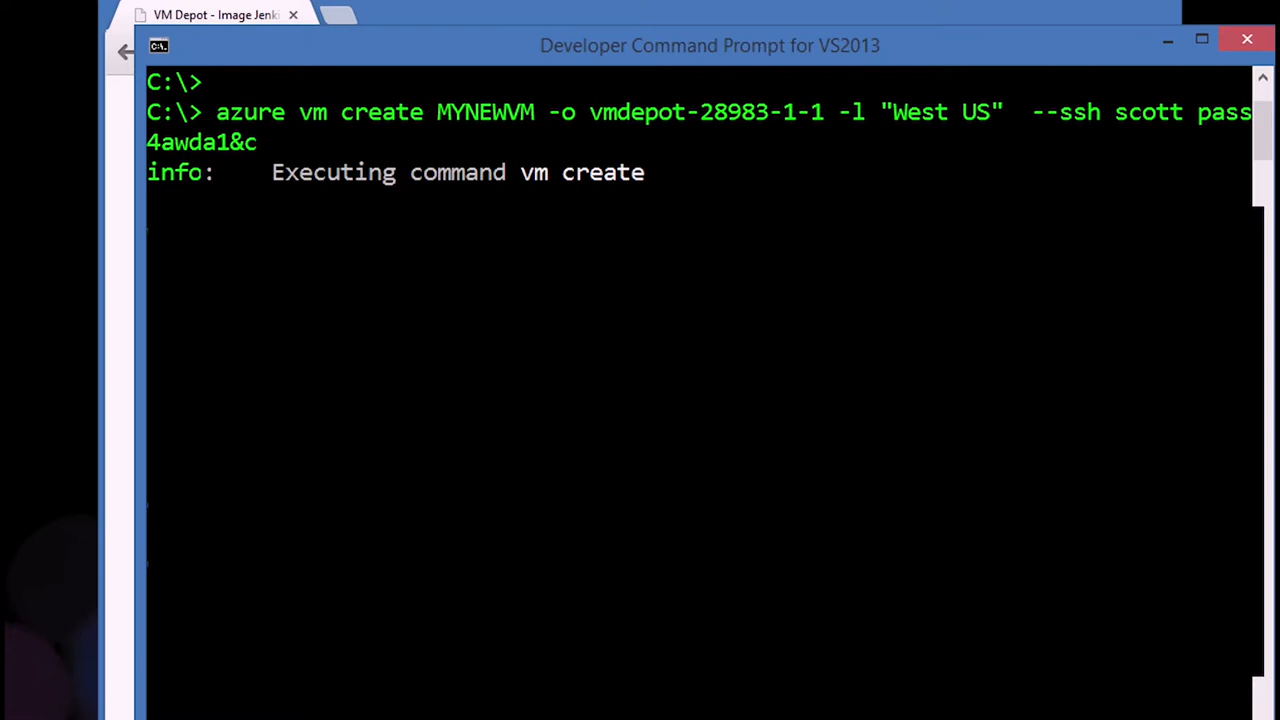 VM Depot - Image Jenki
Developer Command Prompt for VS2013
C:\>
C:\> azure vm create MYNEWVM -o vmdepot-28983-1-1 -l "West US"  --ssh scott pass
4awda1&c
info:    Executing command vm create